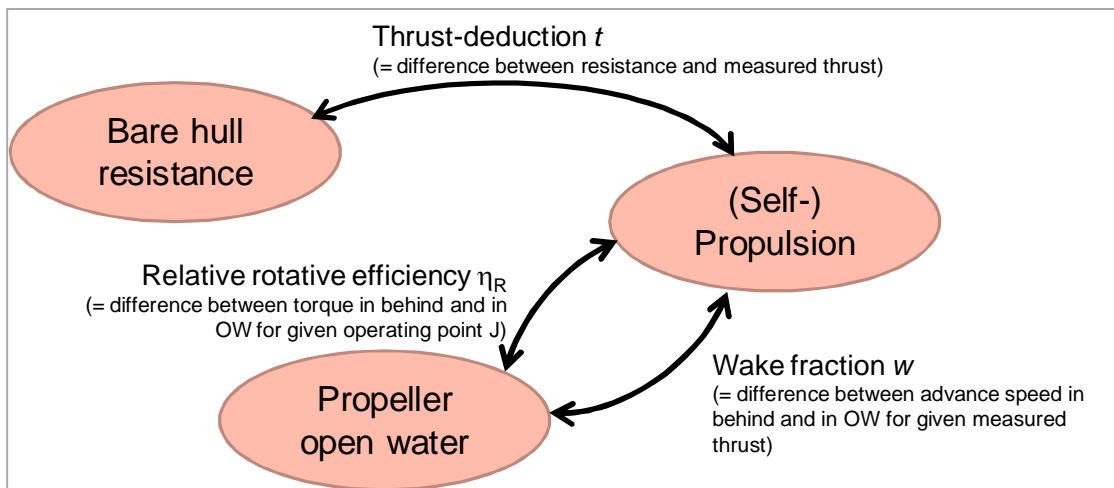 Thrust-deduction t
(= difference between resistance and measured thrust)
Bare hull
resistance
(Self-)
Propulsion
Relative rotative efficiency ηR
(= difference between torque in behind and in
OW for given operating point J)
Wake fraction w
(= difference between advance speed in
behind and in OW for given measured
thrust)
Propeller
open water